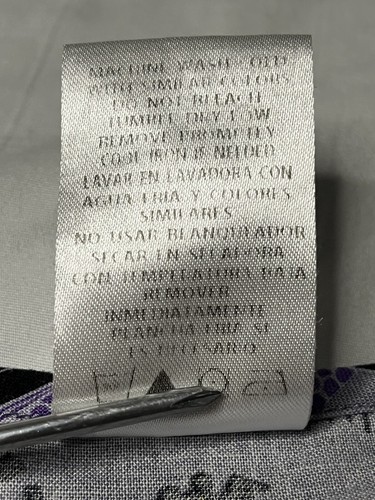 MACHINE WASH COLD
WITH SIMILAR COLORS
DO NOT BLEACH
TUMBLE DRY LOW
REMOVE PROMPTLY
COOL IRON IS NEEDED
LAVAR EN LAVADORA CON
AGUA FRIA Y COLORES
SIMILARES
NO USAR BLANQUEADOR
SECAR EN SECADORA
CON TEMPERATURA BAJA
REMOVER
INMEDIATAMENTE
PLANCHA FRIA SI
ES NECESARIO